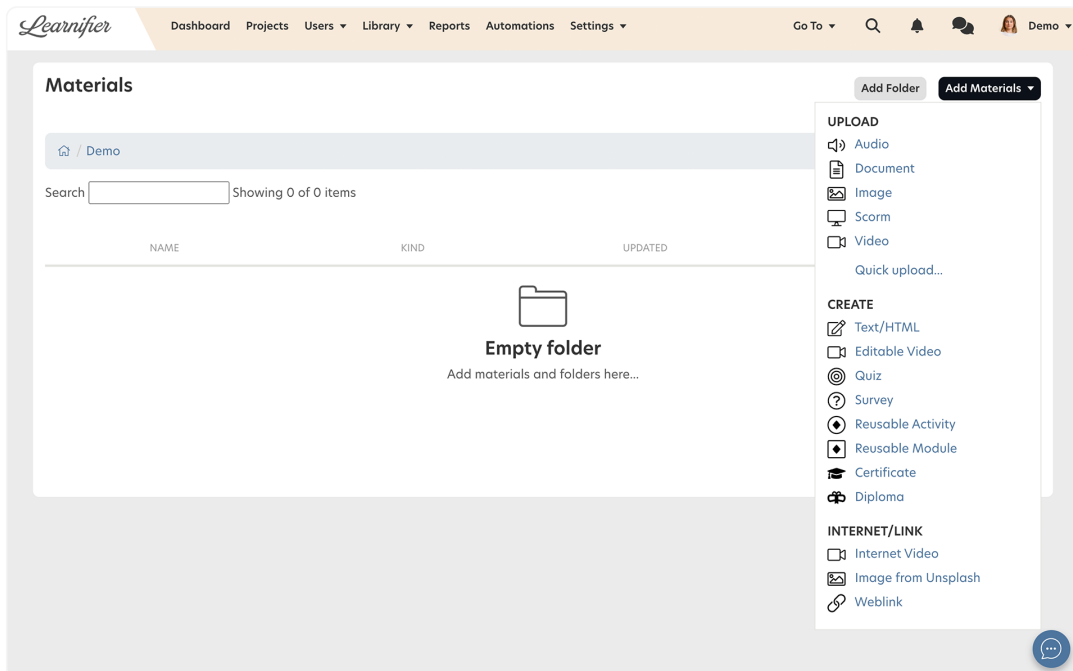 Learnifier
Dashboard Projects Users Library Reports Automations Settings Go To Demo
Materials
Add Folder Add Materials
/ Demo
Search Showing 0 of 0 items
NAME KIND UPDATED
Empty folder
Add materials and folders here...
UPLOAD
Audio
Document
Image
Scorm
Video
Quick upload...
CREATE
Text/HTML
Editable Video
Quiz
Survey
Reusable Activity
Reusable Module
Certificate
Diploma
INTERNET/LINK
Internet Video
Image from Unsplash
Weblink